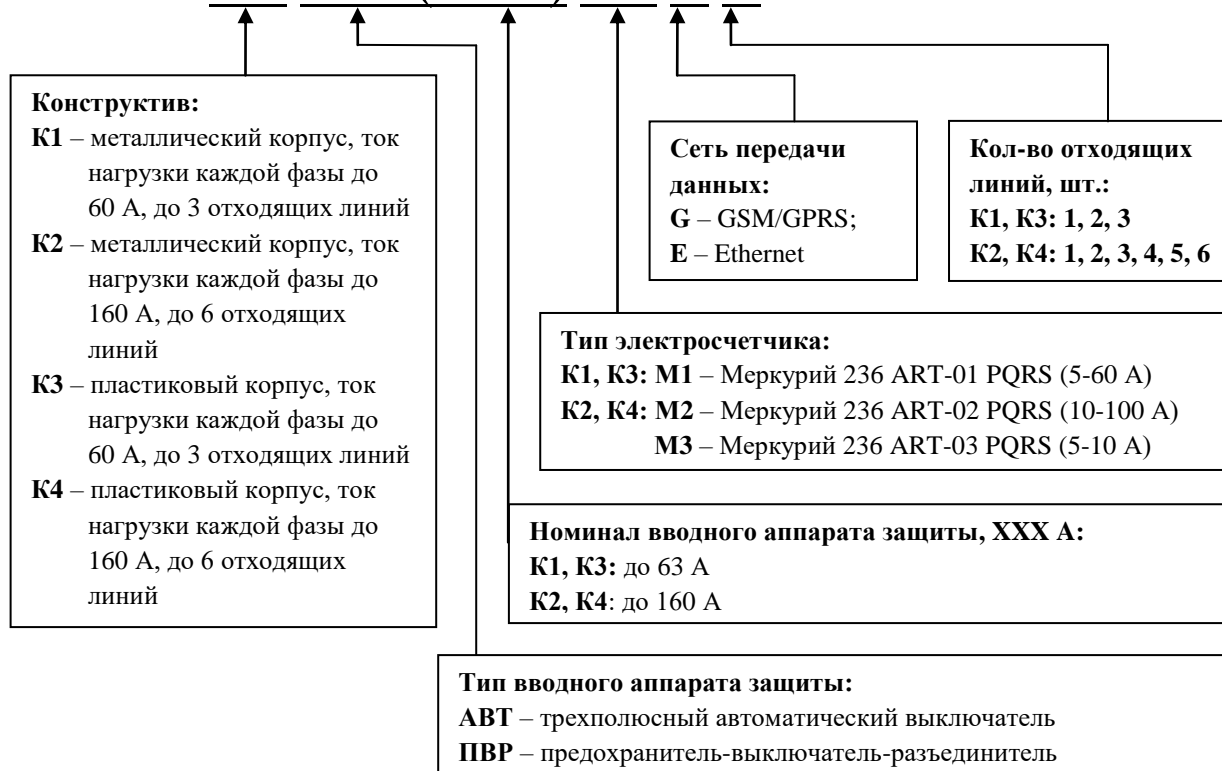 Конструктив:
К1 – металлический корпус, ток
нагрузки каждой фазы до
60 А, до 3 отходящих линий
К2 – металлический корпус, ток
нагрузки каждой фазы до
160 А, до 6 отходящих
линий
К3 – пластиковый корпус, ток
нагрузки каждой фазы до
60 А, до 3 отходящих линий
К4 – пластиковый корпус, ток
нагрузки каждой фазы до
160 А, до 6 отходящих
линий
Сеть передачи
данных:
G – GSM/GPRS;
E – Ethernet
Кол-во отходящих
линий, шт.:
К1, К3: 1, 2, 3
К2, К4: 1, 2, 3, 4, 5, 6
Тип электросчетчика:
К1, К3: М1 – Меркурий 236 ART-01 PQRS (5-60 А)
К2, К4: М2 – Меркурий 236 ART-02 PQRS (10-100 А)
М3 – Меркурий 236 ART-03 PQRS (5-10 А)
Номинал вводного аппарата защиты, ХХХ А:
К1, К3: до 63 А
К2, К4: до 160 А
Тип вводного аппарата защиты:
АВТ – трехполюсный автоматический выключатель
ПВР – предохранитель-выключатель-разъединитель